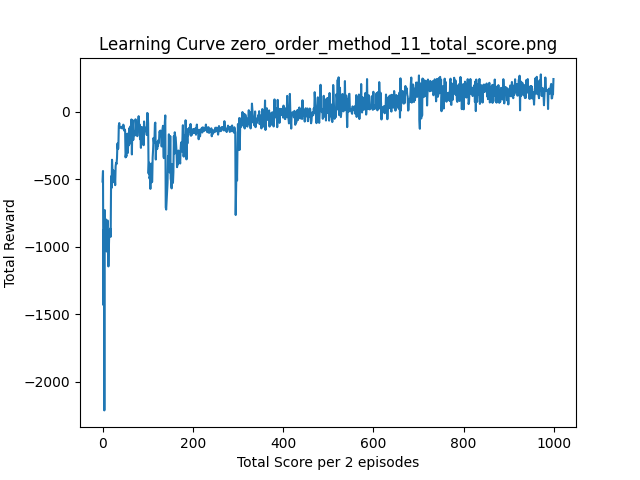 Learning Curve zero_order_method_11_total_score.png
Total Reward
0
−500
−1000
−1500
−2000
0 200 400 600 800 1000
Total Score per 2 episodes